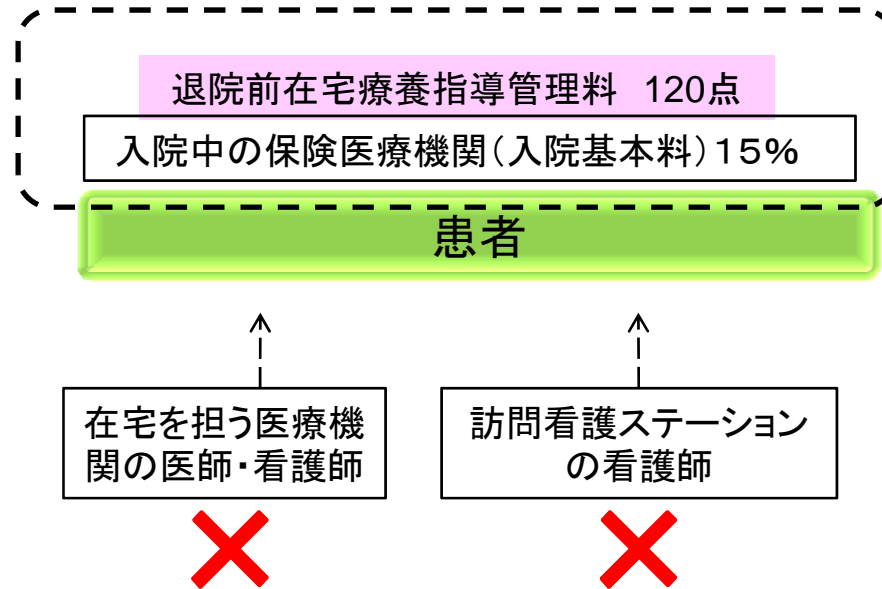 退院前在宅療養指導管理料　120点
入院中の保険医療機関（入院基本料）１５％
患者
在宅を担う医療機
関の医師・看護師
訪問看護ステーション
の看護師